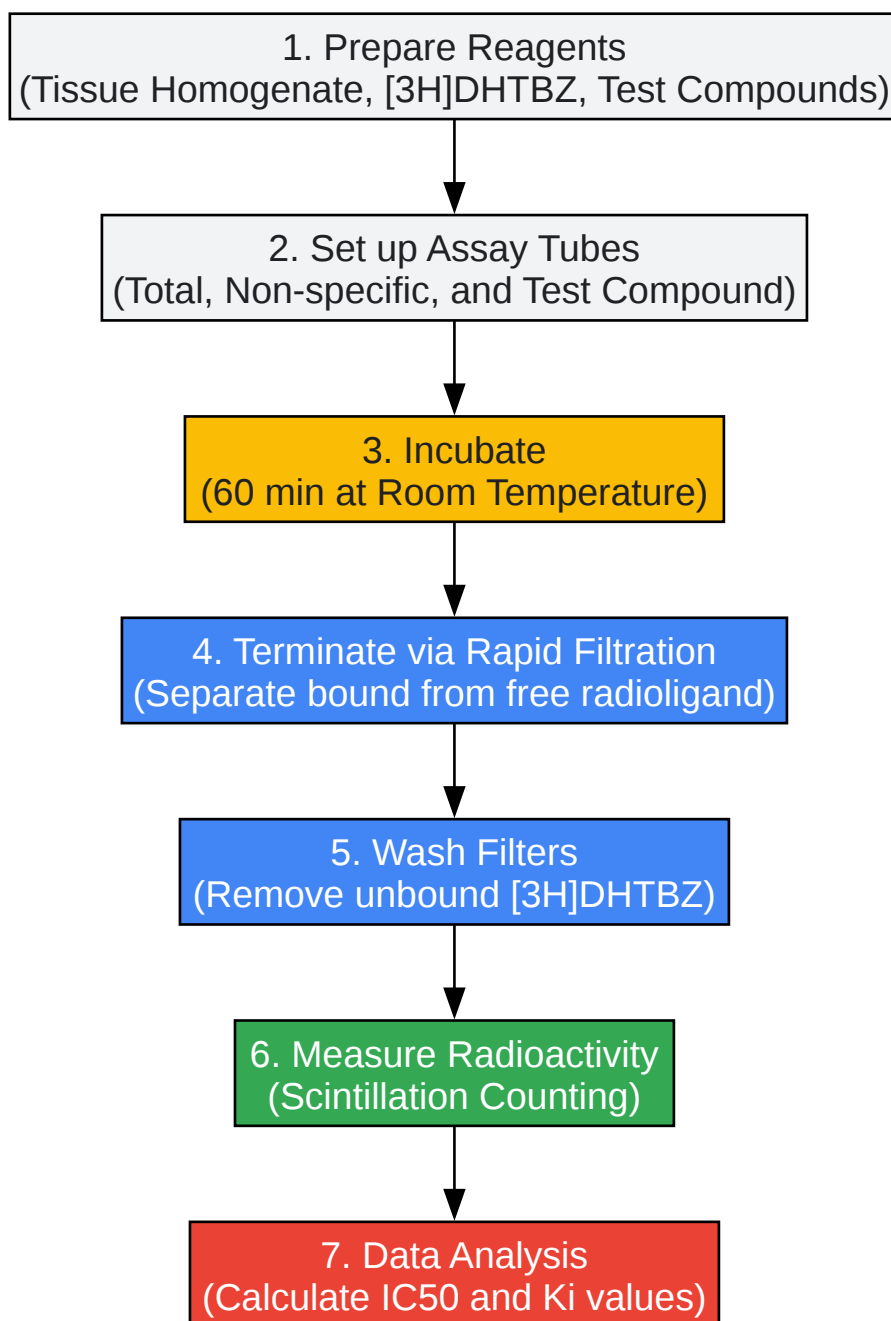 1. Prepare Reagents
(Tissue Homogenate, [3H]DHTBZ, Test Compounds)
2. Set up Assay Tubes
(Total, Non-specific, and Test Compound)
3. Incubate
(60 min at Room Temperature)
4. Terminate via Rapid Filtration
(Separate bound from free radioligand)
5. Wash Filters
(Remove unbound [3H]DHTBZ)
6. Measure Radioactivity
(Scintillation Counting)
7. Data Analysis
(Calculate IC50 and Ki values)